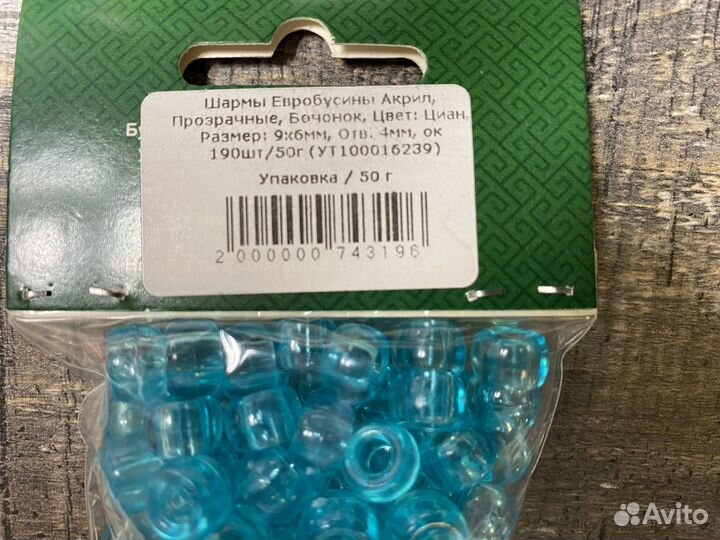 Шармы Евробусины Акрил,
Прозрачные, Бочонок, Цвет: Циан,
Размер: 9х6мм, Отв. 4мм, ок
190шт/50г (УТ100016239)
Упаковка / 50 г
2 000000 743196
Avito